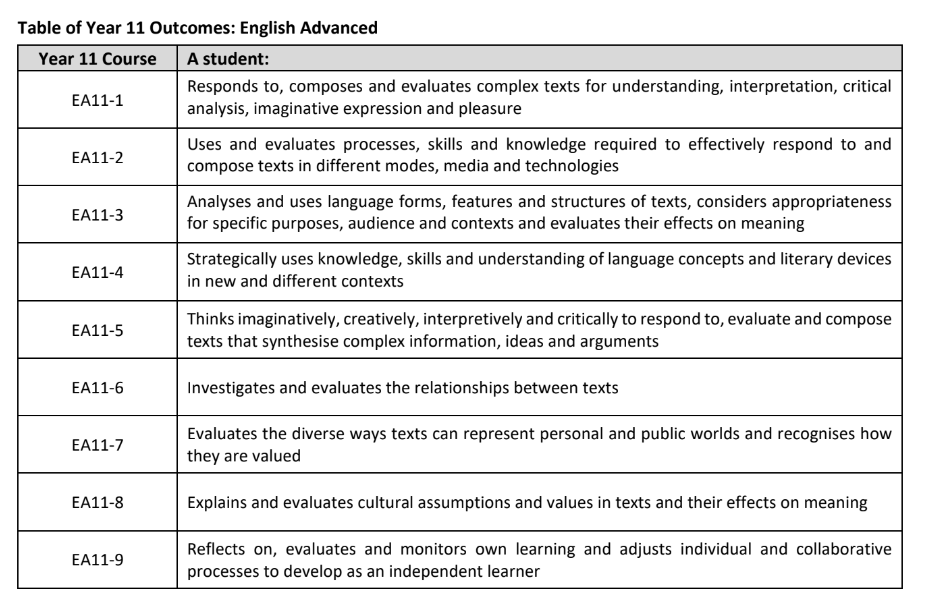 Table of Year 11 Outcomes: English Advanced
Year 11 Course A student:
EA11-1
Responds to, composes and evaluates complex texts for understanding, interpretation, critical
analysis, imaginative expression and pleasure
EA11-2
Uses and evaluates processes, skills and knowledge required to effectively respond to and
compose texts in different modes, media and technologies
EA11-3
Analyses and uses language forms, features and structures of texts, considers appropriateness
for specific purposes, audience and contexts and evaluates their effects on meaning
EA11-4
Strategically uses knowledge, skills and understanding of language concepts and literary devices
in new and different contexts
EA11-5
Thinks imaginatively, creatively, interpretively and critically to respond to, evaluate and compose
texts that synthesise complex information, ideas and arguments
EA11-6
Investigates and evaluates the relationships between texts
EA11-7
Evaluates the diverse ways texts can represent personal and public worlds and recognises how
they are valued
EA11-8
Explains and evaluates cultural assumptions and values in texts and their effects on meaning
EA11-9
Reflects on, evaluates and monitors own learning and adjusts individual and collaborative
processes to develop as an independent learner